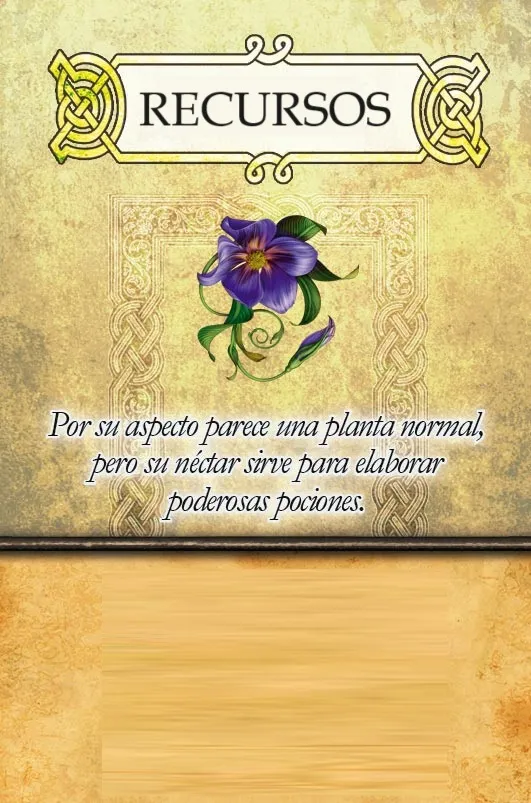 RECURSOS
Por su aspecto parece una planta normal,
pero su néctar sirve para elaborar
poderosas pociones.